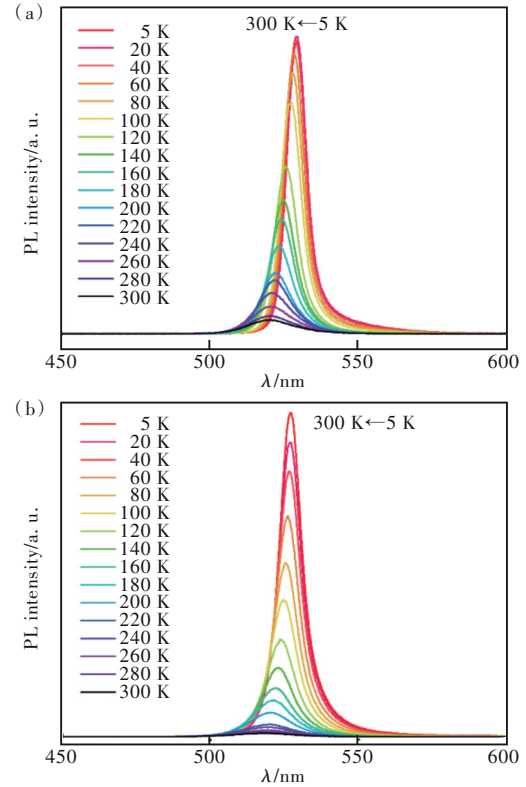 (a)
300 K←5 K
5 K
20 K
40 K
60 K
80 K
100 K
120 K
140 K
160 K
180 K
200 K
220 K
240 K
260 K
280 K
300 K
PL intensity/a. u.
450
500
550
600
λ/nm
(b)
300 K←5 K
5 K
20 K
40 K
60 K
80 K
100 K
120 K
140 K
160 K
180 K
200 K
220 K
240 K
260 K
280 K
300 K
PL intensity/a. u.
450
500
550
600
λ/nm